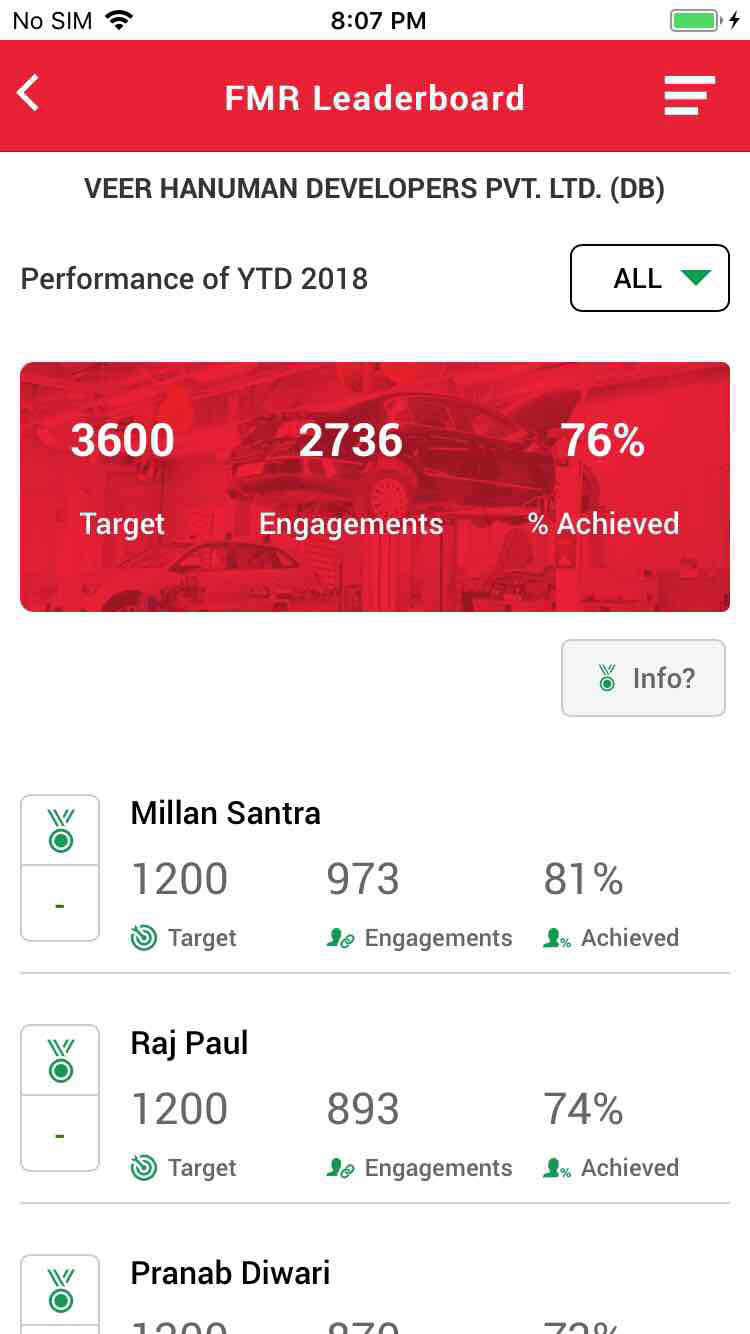 No SIM 8:07 PM
FMR Leaderboard
VEER HANUMAN DEVELOPERS PVT. LTD. (DB)
Performance of YTD 2018 ALL
3600 2736 76%
Target Engagements % Achieved
Info?
Millan Santra
1200 973 81%
- Target Engagements % Achieved
Raj Paul
1200 893 74%
- Target Engagements % Achieved
Pranab Diwari